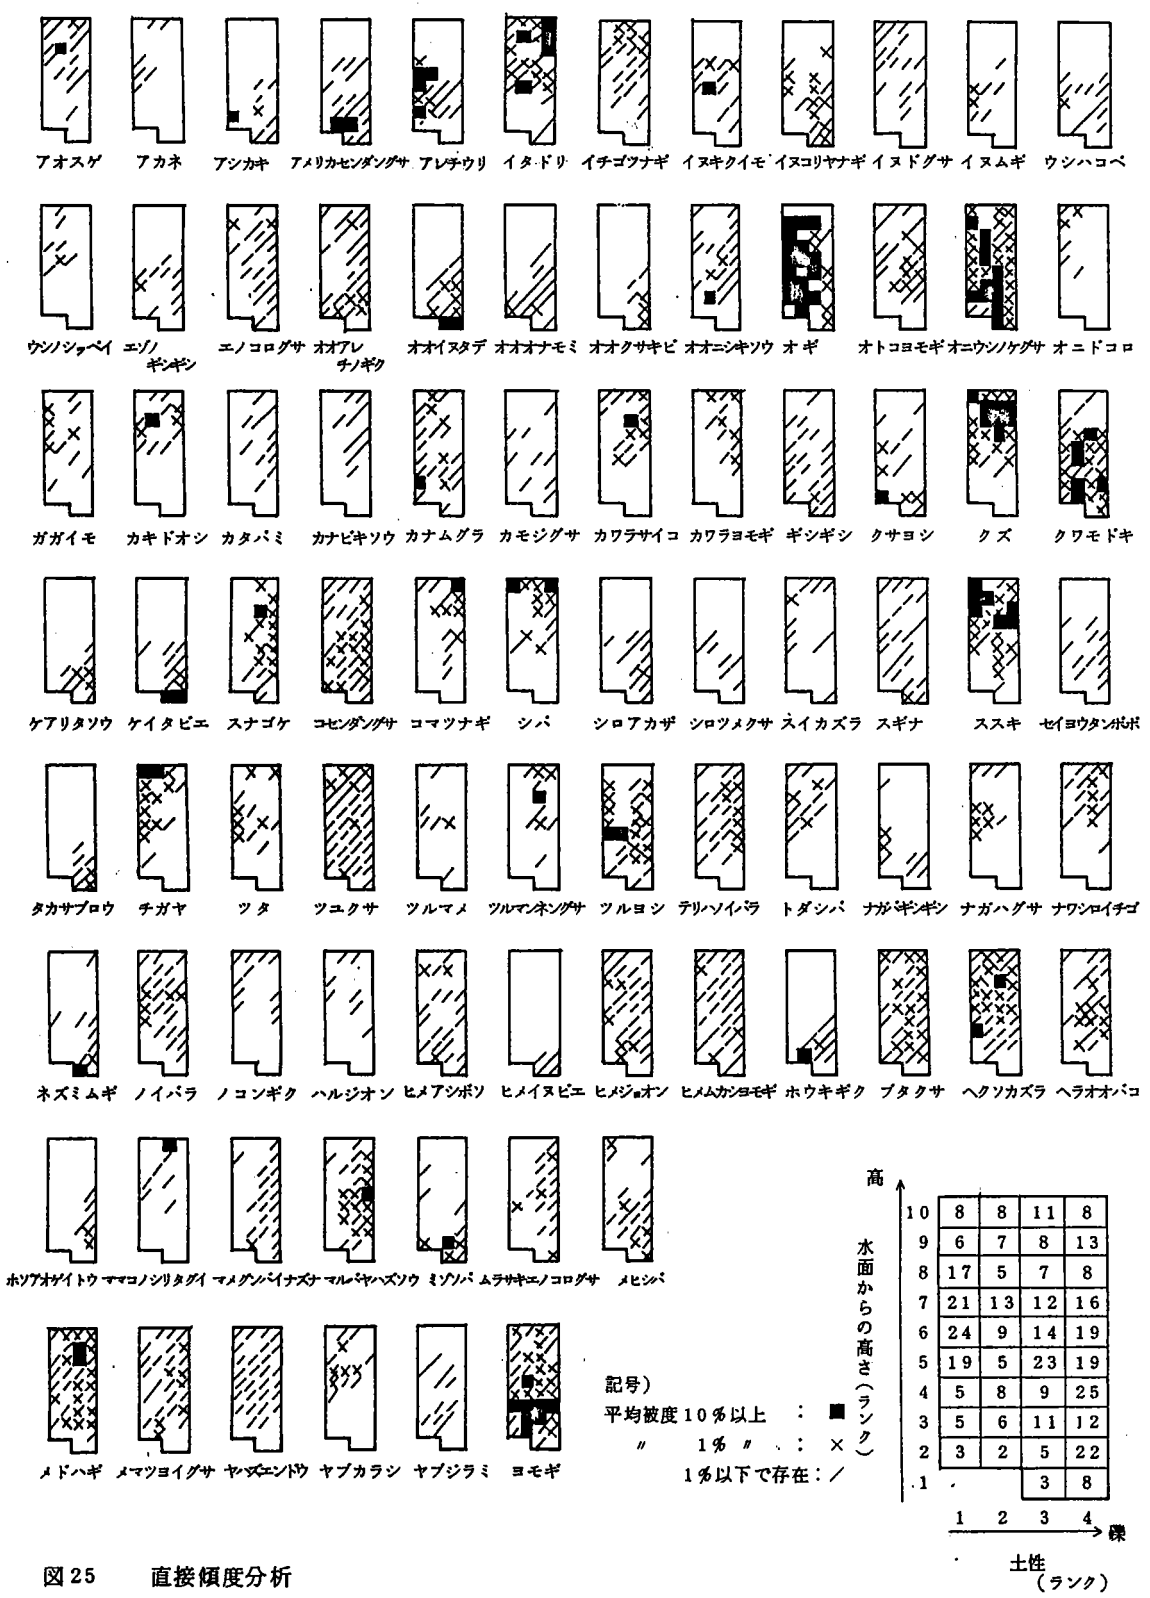 アオスゲ アカネ アシカキ アメリカセンダングサ アレチウリ イタドリ イチゴツナギ イヌキクイモ イヌコリヤナギ イヌドグサ イヌムギ ウシハコベ
ウシノシッペイ エゾノギシギシ エノコログサ オオアレチノギク オオイヌタデ オオオナモミ オオクサキビ オオニシキソウ オギ オトコヨモギ オニウシノケグサ オニドコロ
ガガイモ カキドオシ カタバミ カナビキソウ カナムグラ カモジグサ カワラサイコ カワラヨモギ ギシギシ クサヨシ クズ クワモドキ
ケアリタソウ ケイヌビエ スナゴケ コセンダングサ コマツナギ シバ シロアカザ シロツメクサ スイカズラ スギナ ススキ セイヨウタンポポ
タカサブロウ チガヤ ツタ ツユクサ ツルマメ ツルマンネングサ ツルヨシ テリハノイバラ トダシバ ナガバギシギシ ナガハグサ ナワシロイチゴ
ネズミムギ ノイバラ ノコンギク ハルジオン ヒメアシボソ ヒメイヌビエ ヒメジョオン ヒメムカシヨモギ ホウキギク ブタクサ ヘクソカズラ ヘラオオバコ
ホソアオゲイトウ ママコノシリヌグイ マメグンバイナズナ マルバヤハズソウ ミゾソバ ムラサキエノコログサ メヒシバ
メドハギ メマツヨイグサ ヤハズエンドウ ヤブカラシ ヤブジラミ ヨモギ
記号)
平均被度10%以上 : ■
〃 1% 〃 : ×
1%以下で存在: /
高
水面からの高さ(ランク)
10 8 8 11 8
9 6 7 8 13
8 17 5 7 8
7 21 13 12 16
6 24 9 14 19
5 19 5 23 19
4 5 8 9 25
3 5 6 11 12
2 3 2 5 22
1 3 8
1 2 3 4 礫
土性
(ランク)
図25 直接傾度分析